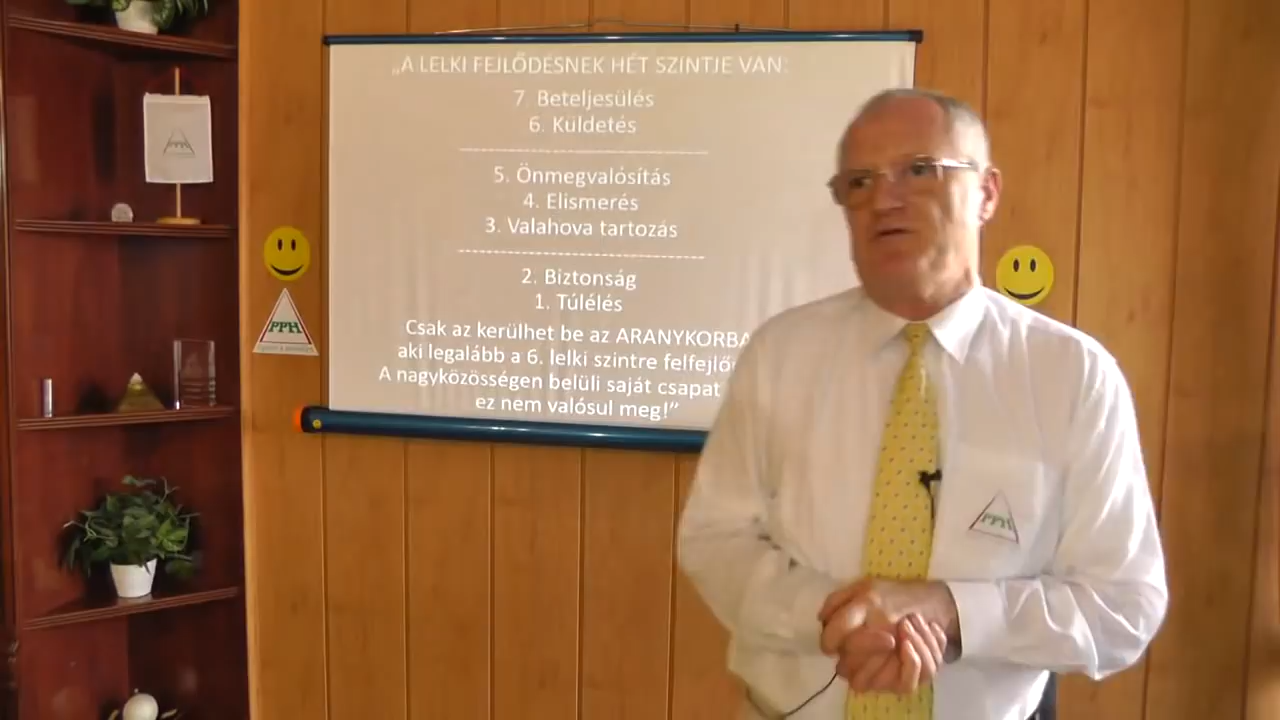 „A LELKI FEJLŐDÉSNEK HÉT SZINTJE VAN:
7. Beteljesülés
6. Küldetés
5. Önmegvalósítás
4. Elismerés
3. Valahova tartozás
2. Biztonság
1. Túlélés
Csak az kerülhet be az ARANYKORBA
aki legalább a 6. lelki szintre
A nagyközösségen belüli saját csapat
ez nem valósul meg!”
PPH
PPH